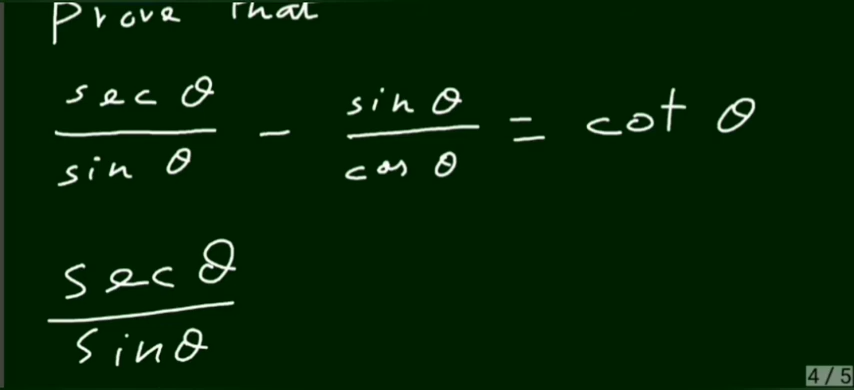 Prove that
sec θ / sin θ - sin θ / cos θ = cot θ
sec θ / sin θ
4 / 5